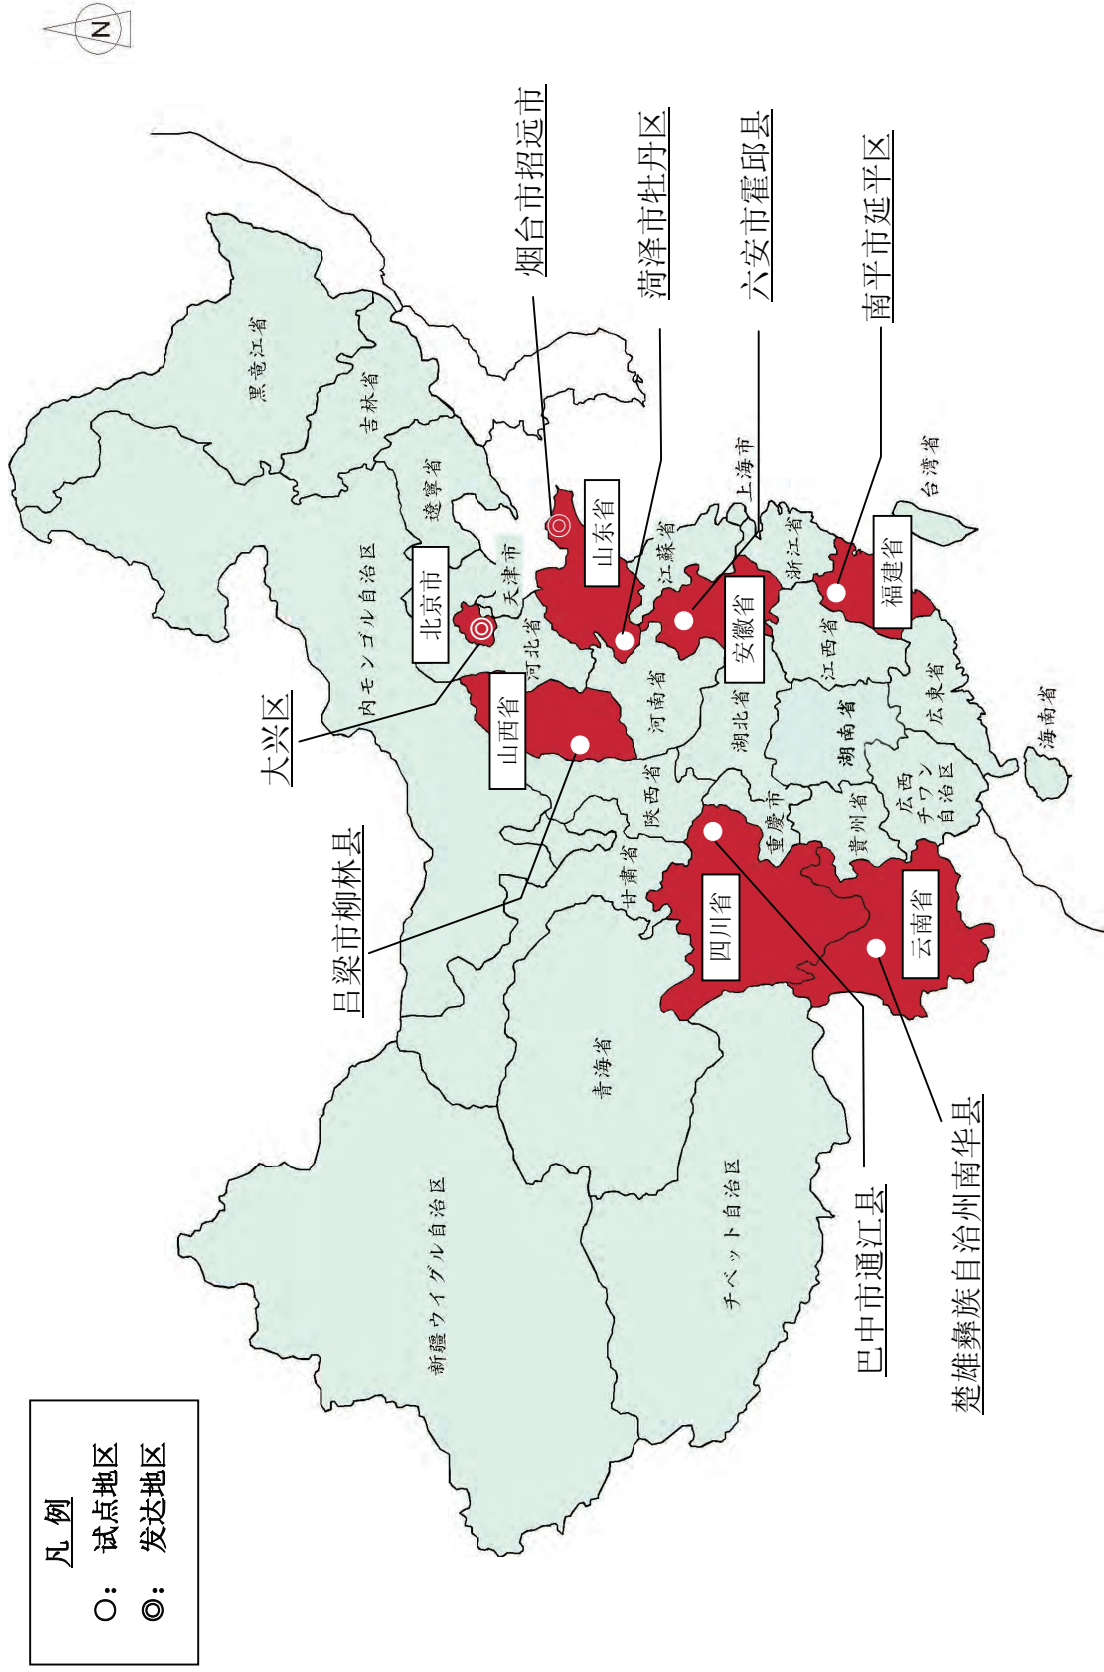 N
凡 例
○：试点地区
◎：发达地区
大兴区
吕梁市柳林县
烟台市招远市
菏泽市牡丹区
六安市霍邱县
南平市延平区
巴中市通江县
楚雄彝族自治州南华县
北京市
山西省
山东省
安徽省
福建省
四川省
云南省
黒竜江省
吉林省
遼寧省
内モンゴル自治区
天津市
河北省
新疆ウイグル自治区
青海省
甘粛省
陝西省
河南省
江蘇省
上海市
チベット自治区
重慶市
湖北省
浙江省
貴州省
湖南省
江西省
台湾省
広西
チワン
自治区
広東省
海南省